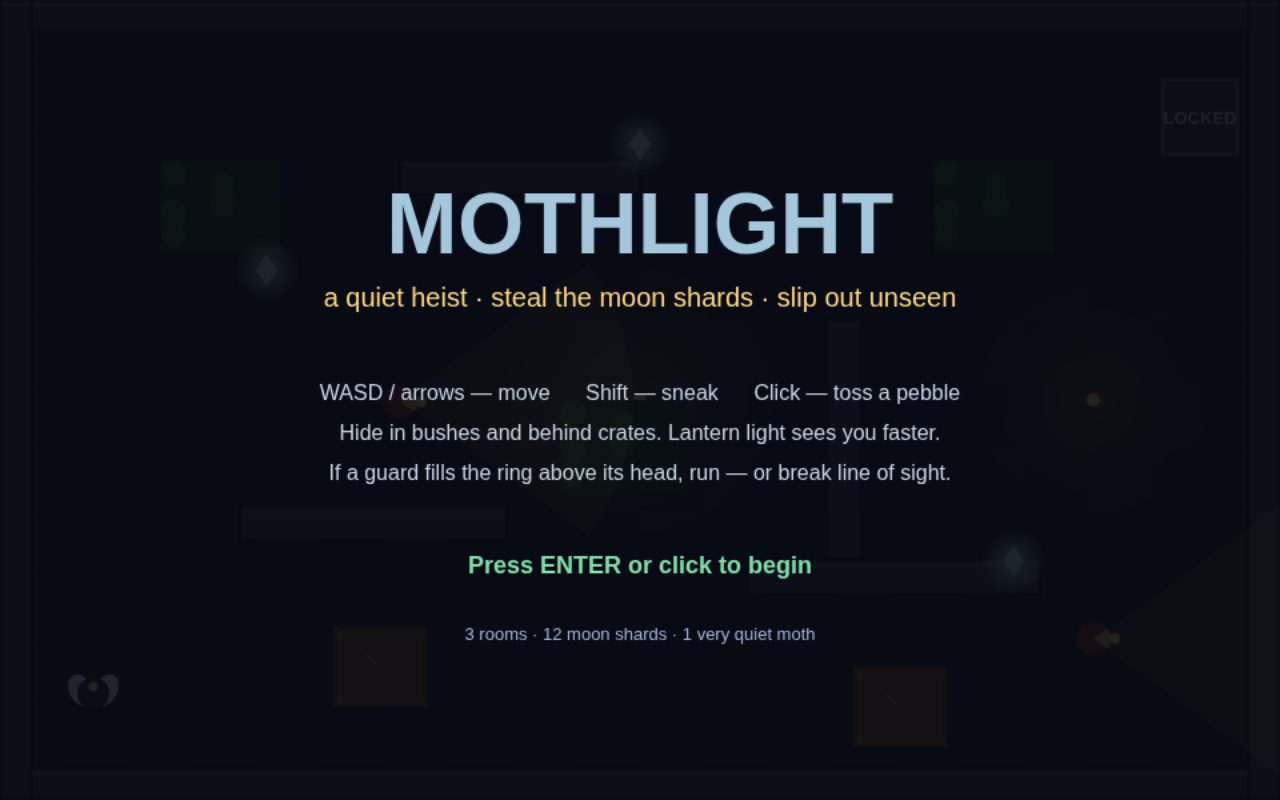 LOCKED
MOTHLIGHT
a quiet heist · steal the moon shards · slip out unseen
WASD / arrows — move Shift — sneak Click — toss a pebble
Hide in bushes and behind crates. Lantern light sees you faster.
If a guard fills the ring above its head, run — or break line of sight.
Press ENTER or click to begin
3 rooms · 12 moon shards · 1 very quiet moth